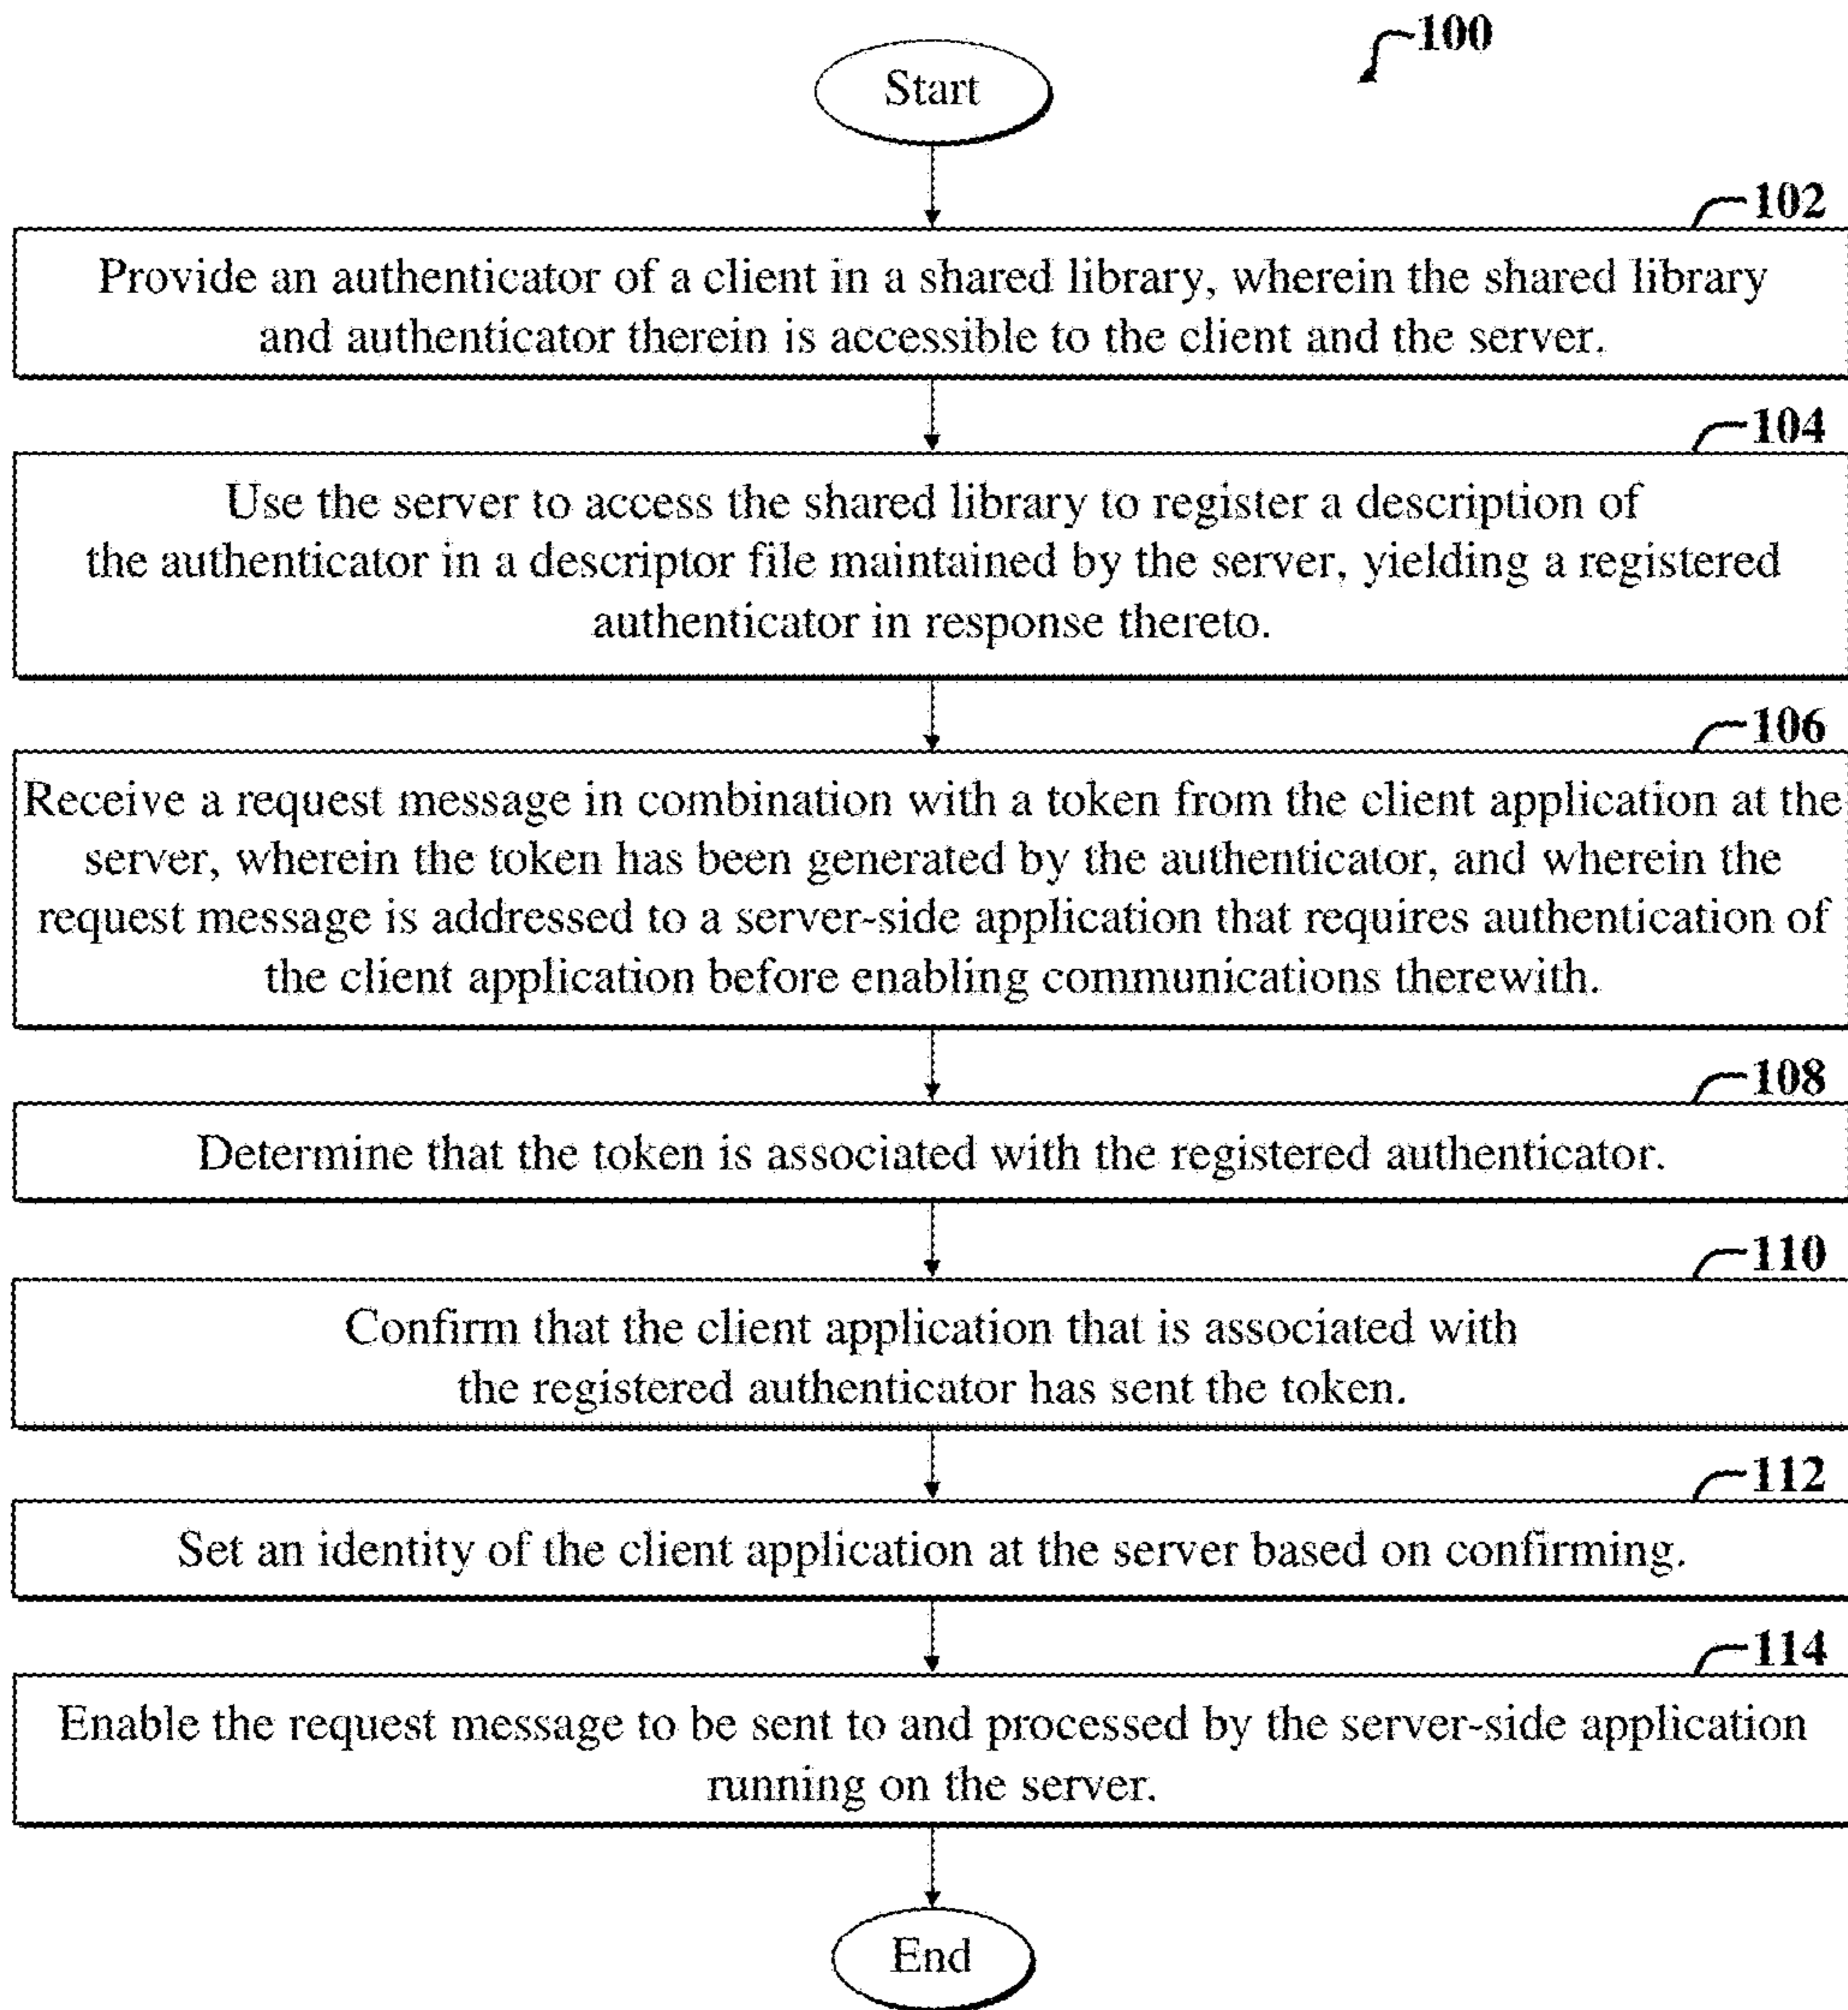 100
Start
102
Provide an authenticator of a client in a shared library, wherein the shared library
and authenticator therein is accessible to the client and the server.
104
Use the server to access the shared library to register a description of
the authenticator in a descriptor file maintained by the server, yielding a registered
authenticator in response thereto.
106
Receive a request message in combination with a token from the client application at the
server, wherein the token has been generated by the authenticator, and wherein the
request message is addressed to a server-side application that requires authentication of
the client application before enabling communications therewith.
108
Determine that the token is associated with the registered authenticator.
110
Confirm that the client application that is associated with
the registered authenticator has sent the token.
112
Set an identity of the client application at the server based on confirming.
114
Enable the request message to be sent to and processed by the server-side application
running on the server.
End